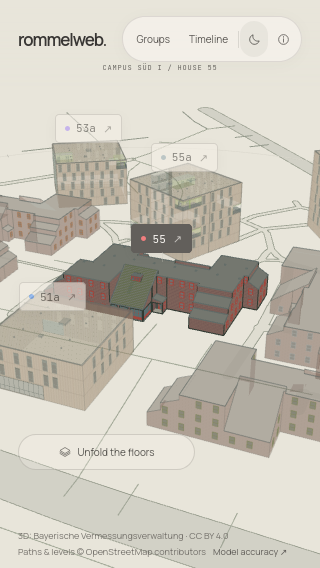 rommelweb.
Groups Timeline
CAMPUS SÜD I / HOUSE 55
53a ↗
55a ↗
55 ↗
51a ↗
Unfold the floors
3D: Bayerische Vermessungsverwaltung · CC BY 4.0
Paths & levels © OpenStreetMap contributors Model accuracy ↗